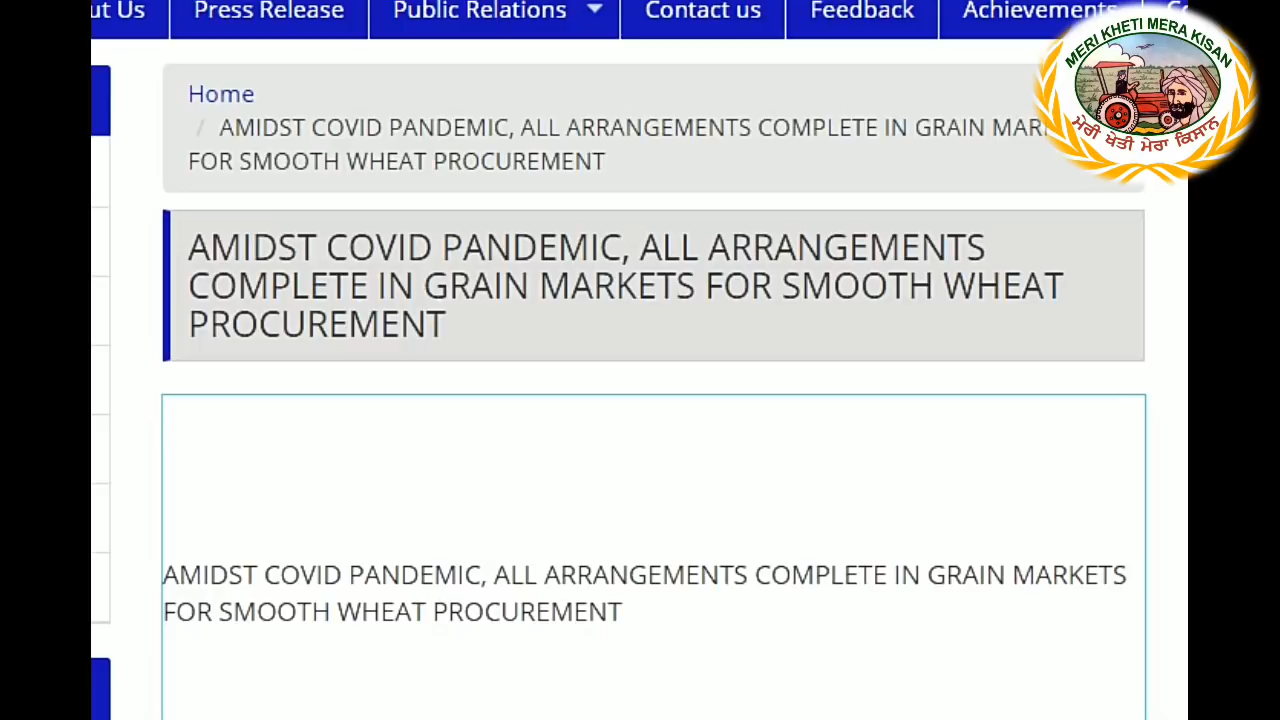 ut Us
Press Release
Public Relations
Contact us
Feedback
Achievements
MERI KHETI MERA KISAN
ਮੇਰੀ ਖੇਤੀ ਮੇਰਾ ਕਿਸਾਨ
Home
/ AMIDST COVID PANDEMIC, ALL ARRANGEMENTS COMPLETE IN GRAIN MAR
FOR SMOOTH WHEAT PROCUREMENT
AMIDST COVID PANDEMIC, ALL ARRANGEMENTS
COMPLETE IN GRAIN MARKETS FOR SMOOTH WHEAT
PROCUREMENT
AMIDST COVID PANDEMIC, ALL ARRANGEMENTS COMPLETE IN GRAIN MARKETS
FOR SMOOTH WHEAT PROCUREMENT